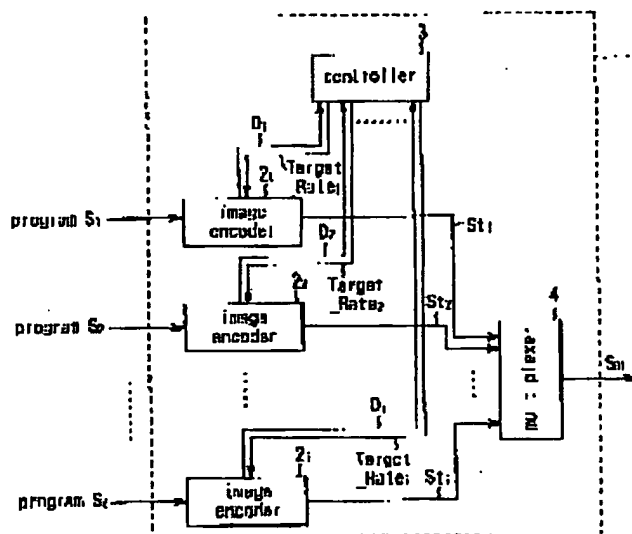 3
controller
D₁
Target
_Rate₁
2₁
program S₁
image
encoder
St₁
D₂
Target
_Rate₂
2₂
program S₂
image
encoder
St₂
4
Sm
Dᵢ
Target
_Rateᵢ
2ᵢ
program Sᵢ
image
encoder
Stᵢ